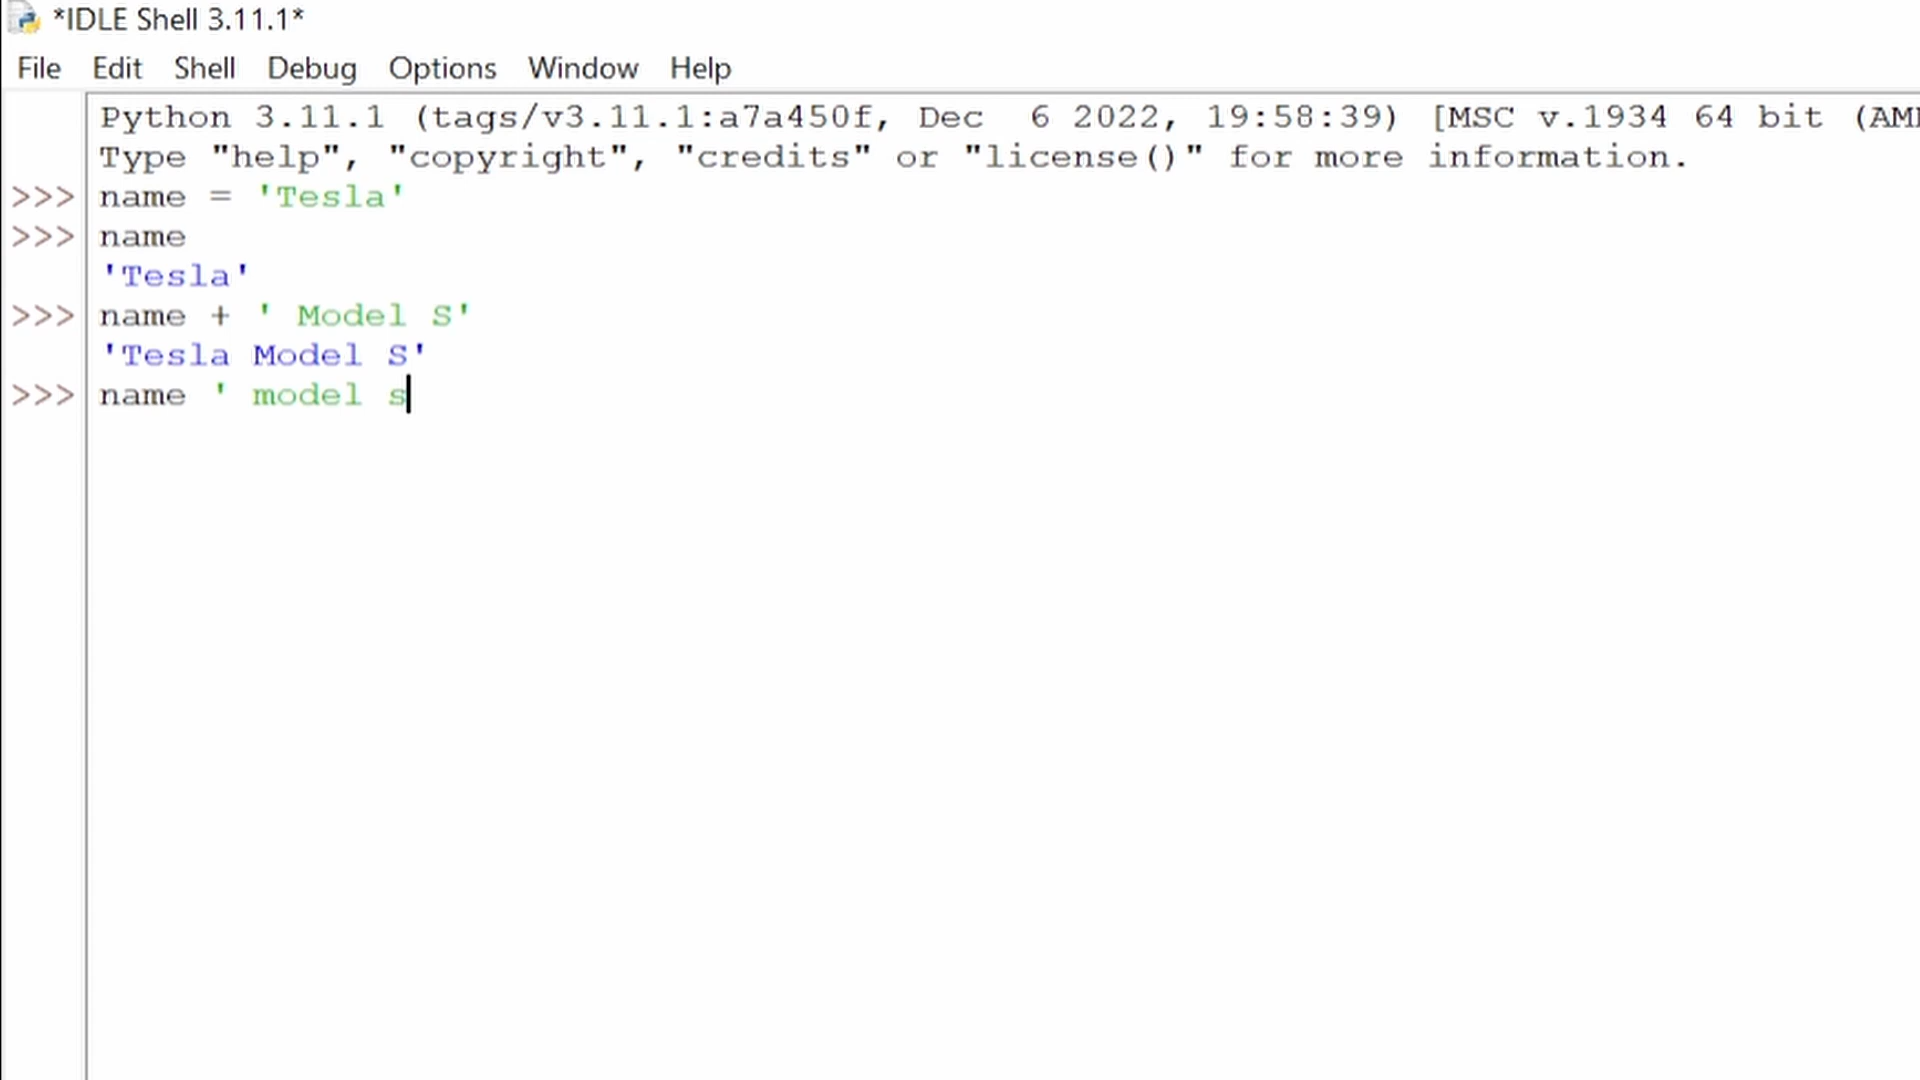 *IDLE Shell 3.11.1*
File Edit Shell Debug Options Window Help
Python 3.11.1 (tags/v3.11.1:a7a450f, Dec  6 2022, 19:58:39) [MSC v.1934 64 bit (AM
Type "help", "copyright", "credits" or "license()" for more information.
>>> name = 'Tesla'
>>> name
'Tesla'
>>> name + ' Model S'
'Tesla Model S'
>>> name ' model s